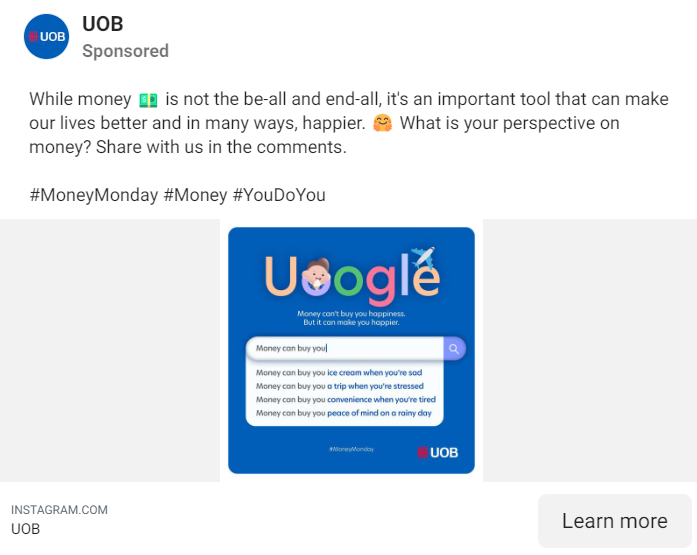 UOB
UOB
Sponsored
While money is not the be-all and end-all, it's an important tool that can make
our lives better and in many ways, happier. What is your perspective on
money? Share with us in the comments.
#MoneyMonday #Money #YouDoYou
Uoogle
Money can't buy you happiness.
But it can make you happier.
Money can buy you
Money can buy you ice cream when you're sad
Money can buy you a trip when you're stressed
Money can buy you convenience when you're tired
Money can buy you peace of mind on a rainy day
#MoneyMonday
UOB
INSTAGRAM.COM
UOB
Learn more